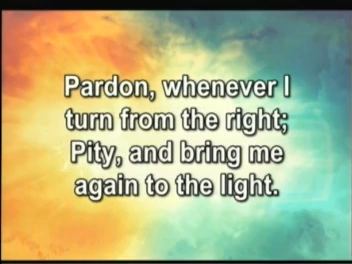 Pardon, whenever I
turn from the right;
Pity, and bring me
again to the light.